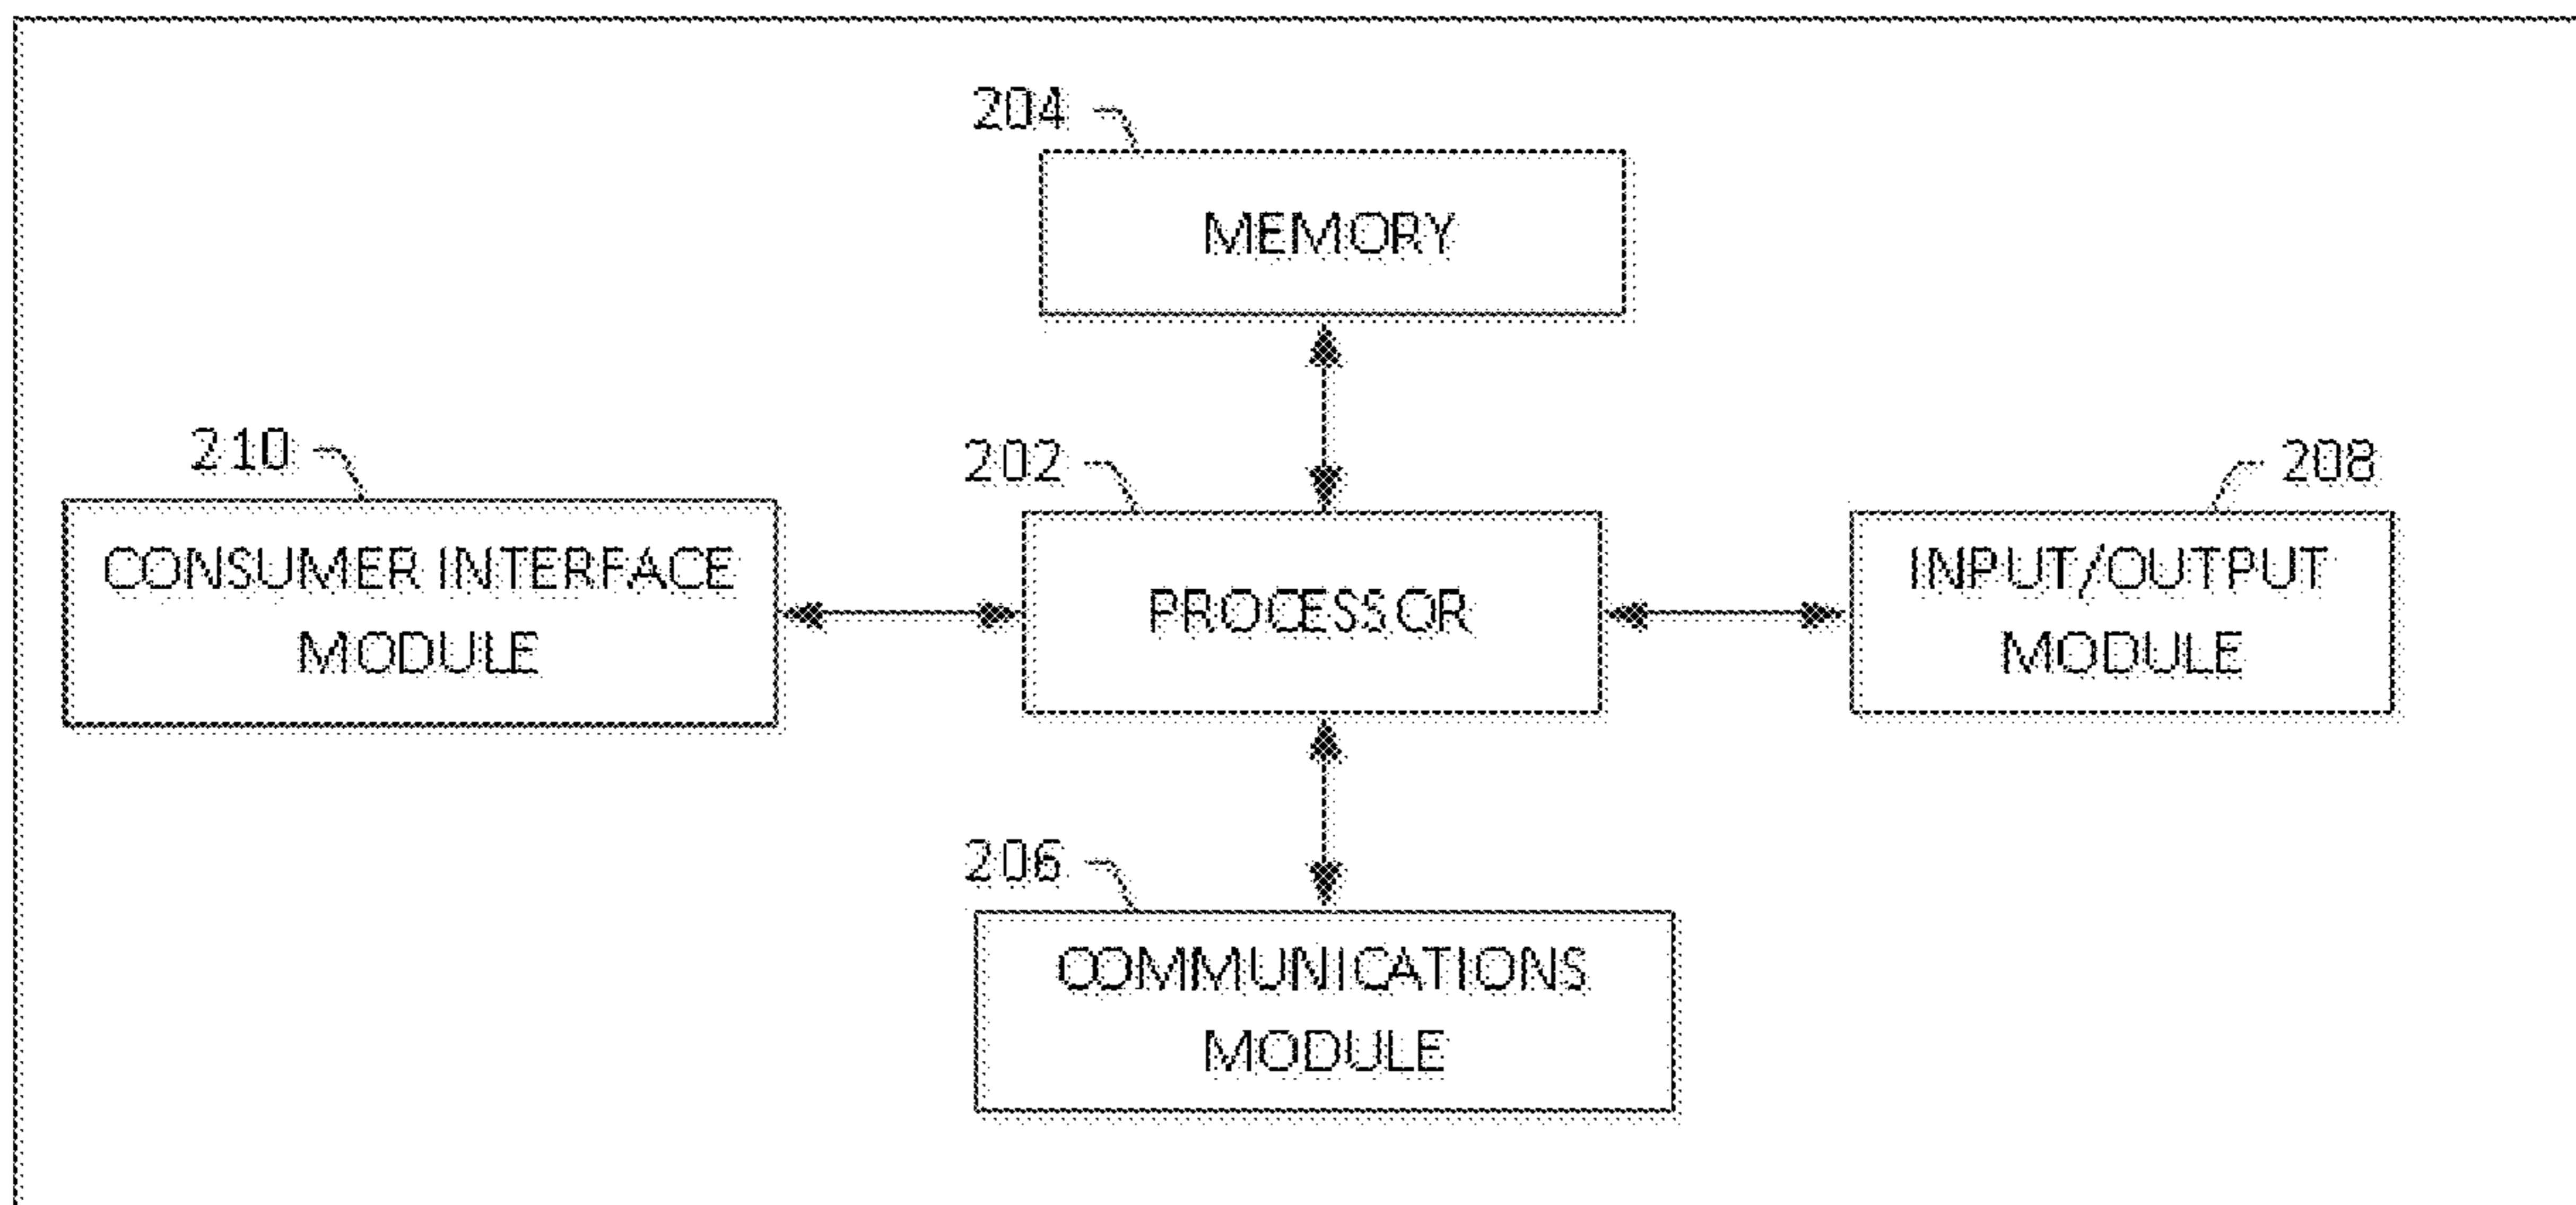 204
MEMORY
210
202
208
CONSUMER INTERFACE
MODULE
PROCESSOR
INPUT/OUTPUT
MODULE
206
COMMUNICATIONS
MODULE